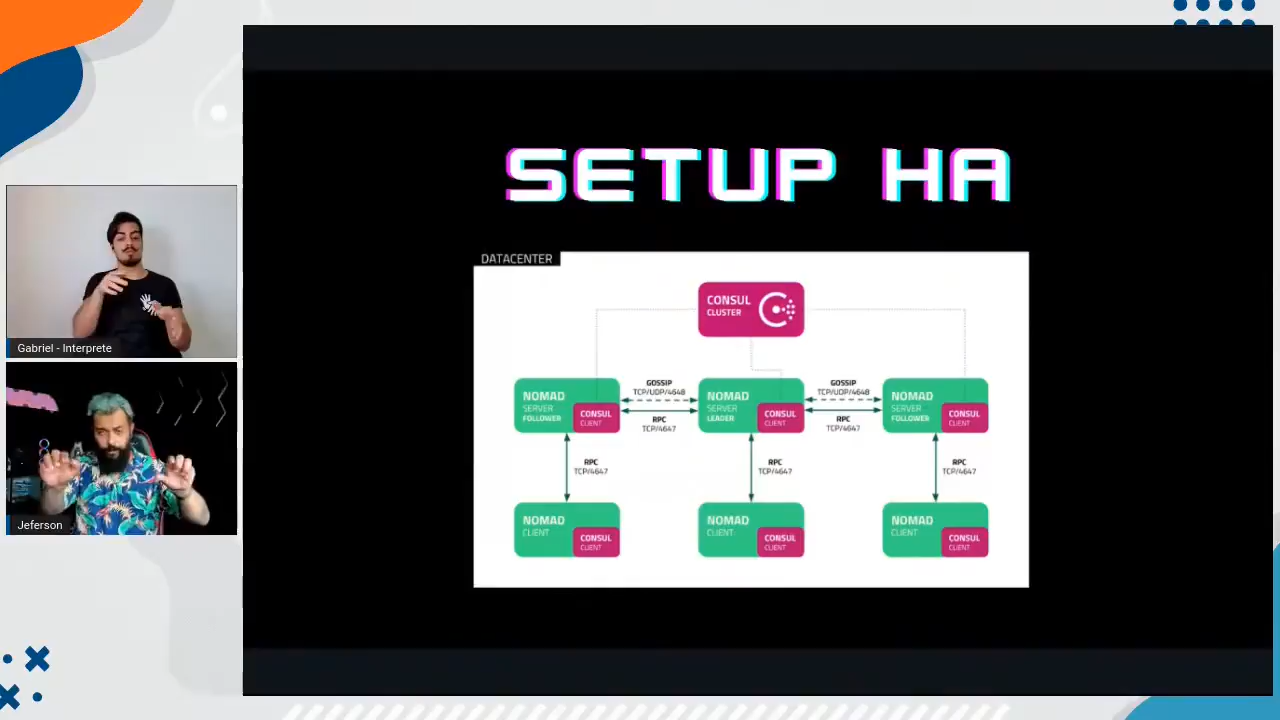 SETUP HA
DATACENTER
CONSUL
CLUSTER
NOMAD
SERVER
FOLLOWER
CONSUL
CLIENT
GOSSIP
TCP/UDP/4648
RPC
TCP/4647
NOMAD
SERVER
LEADER
CONSUL
CLIENT
GOSSIP
TCP/UDP/4648
RPC
TCP/4647
NOMAD
SERVER
FOLLOWER
CONSUL
CLIENT
RPC
TCP/4647
RPC
TCP/4647
RPC
TCP/4647
NOMAD
CLIENT
CONSUL
CLIENT
NOMAD
CLIENT
CONSUL
CLIENT
NOMAD
CLIENT
CONSUL
CLIENT
Gabriel - Interprete
Jeferson